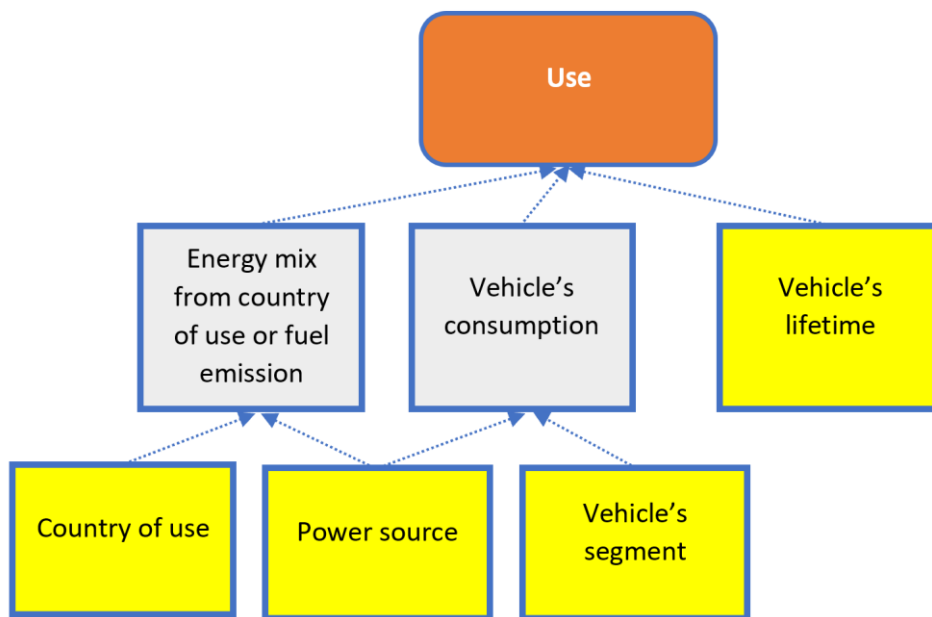 Use
Energy mix
from country
of use or fuel
emission
Vehicle’s
consumption
Vehicle’s
lifetime
Country of use
Power source
Vehicle’s
segment